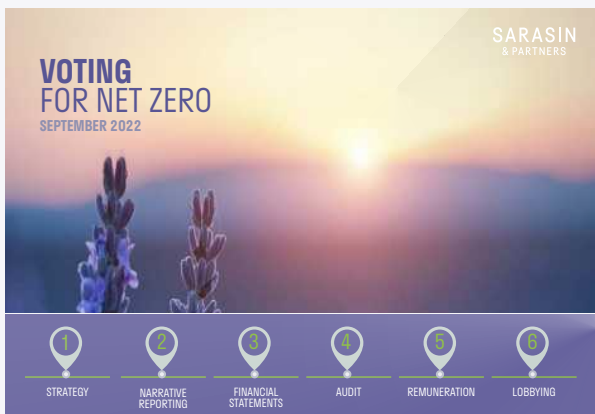 SARASIN
& PARTNERS
VOTING
FOR NET ZERO
SEPTEMBER 2022
1
2
3
4
5
6
STRATEGY
NARRATIVE
REPORTING
FINANCIAL
STATEMENTS
AUDIT
REMUNERATION
LOBBYING